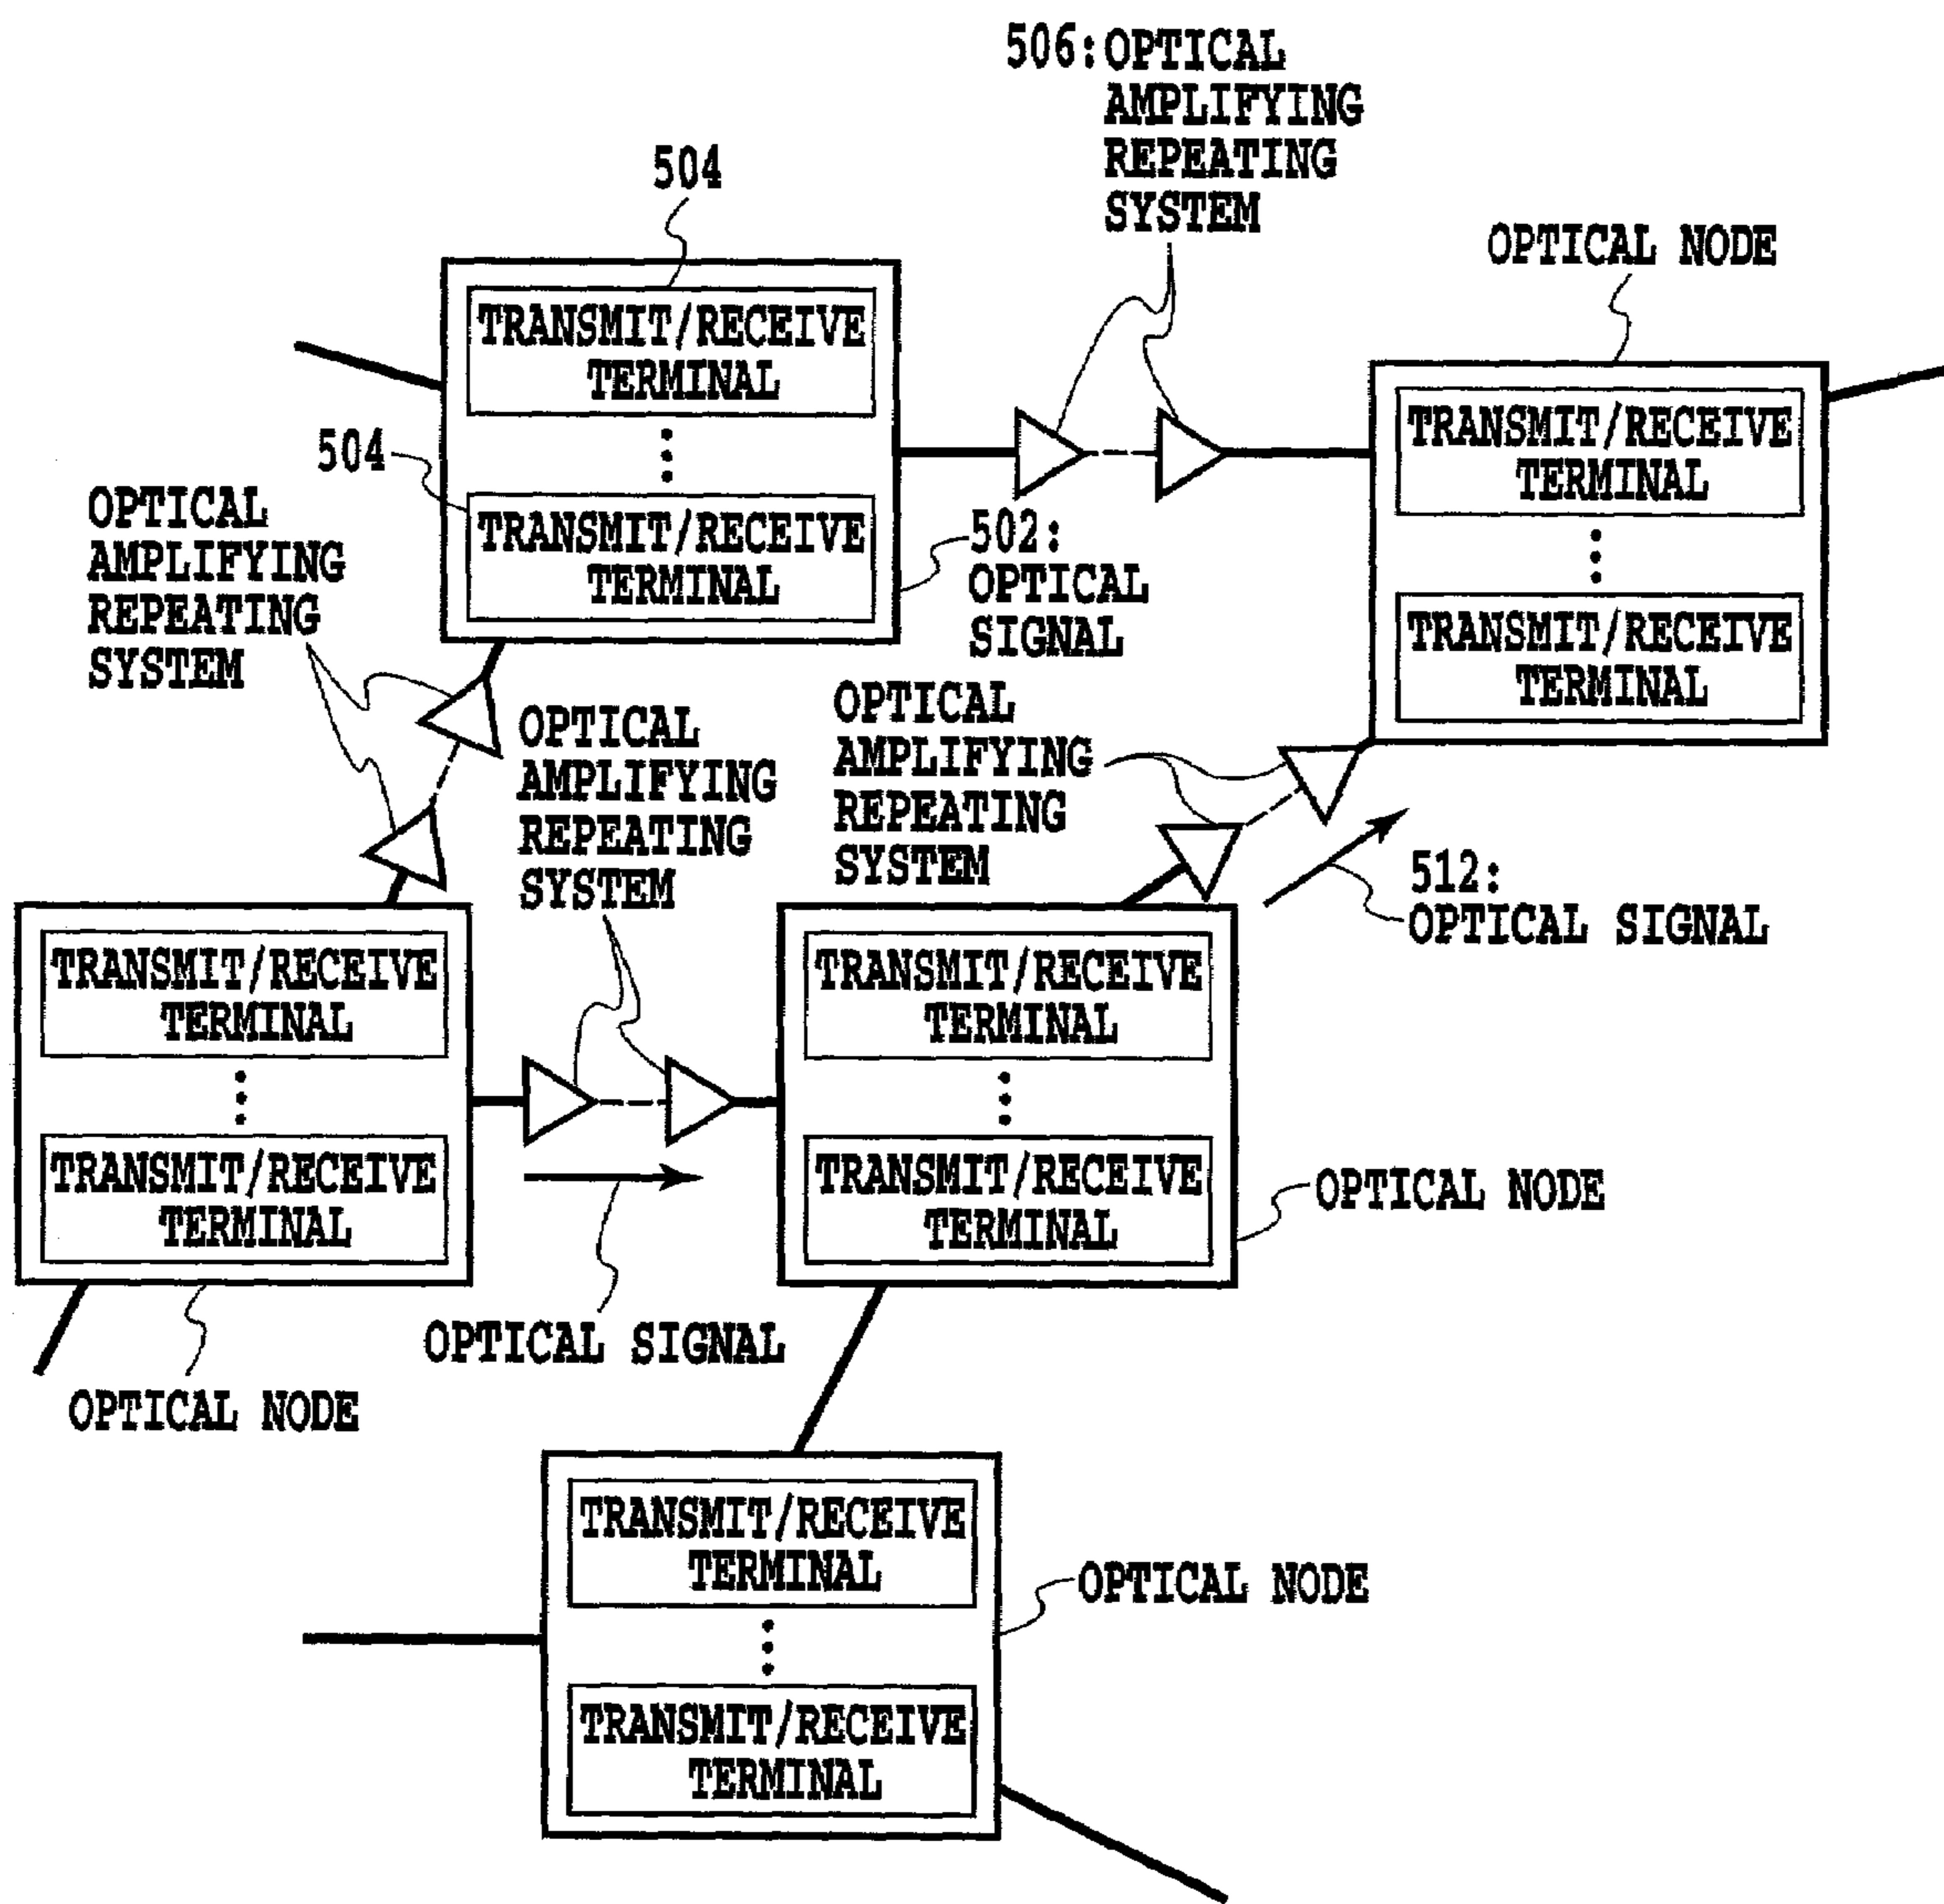 506:OPTICAL
AMPLIFYING
REPEATING
SYSTEM
504
OPTICAL NODE
TRANSMIT/RECEIVE
TERMINAL
504
TRANSMIT/RECEIVE
TERMINAL
502:
OPTICAL
SIGNAL
TRANSMIT/RECEIVE
TERMINAL
TRANSMIT/RECEIVE
TERMINAL
OPTICAL
AMPLIFYING
REPEATING
SYSTEM
OPTICAL
AMPLIFYING
REPEATING
SYSTEM
OPTICAL
AMPLIFYING
REPEATING
SYSTEM
512:
OPTICAL SIGNAL
TRANSMIT/RECEIVE
TERMINAL
TRANSMIT/RECEIVE
TERMINAL
TRANSMIT/RECEIVE
TERMINAL
TRANSMIT/RECEIVE
TERMINAL
OPTICAL NODE
OPTICAL SIGNAL
OPTICAL NODE
TRANSMIT/RECEIVE
TERMINAL
TRANSMIT/RECEIVE
TERMINAL
OPTICAL NODE